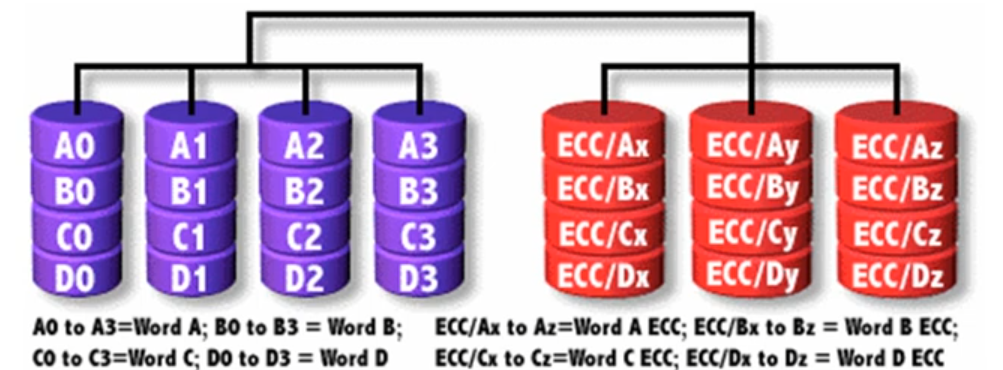 A0 A1 A2 A3 ECC/Ax ECC/Ay ECC/Az
B0 B1 B2 B3 ECC/Bx ECC/By ECC/Bz
C0 C1 C2 C3 ECC/Cx ECC/Cy ECC/Cz
D0 D1 D2 D3 ECC/Dx ECC/Dy ECC/Dz
A0 to A3=Word A; B0 to B3 = Word B; ECC/Ax to Az=Word A ECC; ECC/Bx to Bz = Word B ECC;
C0 to C3=Word C; D0 to D3 = Word D ECC/Cx to Cz=Word C ECC; ECC/Dx to Dz = Word D ECC